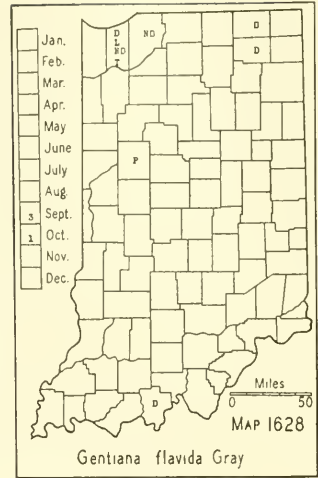 Jan.
Feb.
Mar.
Apr.
May
June
July
Aug.
3 Sept.
1 Oct.
Nov.
Dec.
D
L
ND
T
ND
D
D
P
D
Miles
0 50
MAP 1628
Gentiana flavida Gray